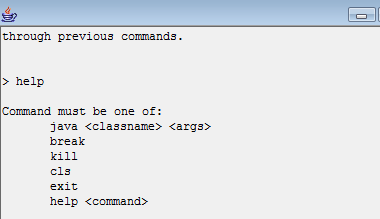 through previous commands.
> help
Command must be one of:
java <classname> <args>
break
kill
cls
exit
help <command>